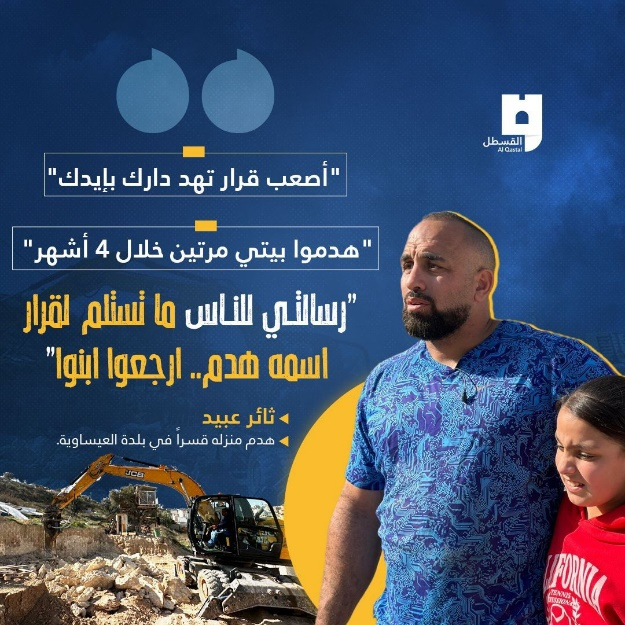 القسطل
Al Qastal
"أصعب قرار تهد دارك بإيدك"
"هدموا بيتي مرتين خلال 4 أشهر"
"رسالتي للناس ما تستلم لقرار
اسمه هدم.. ارجعوا ابنوا"
ثائر عبيد
هدم منزله قسراً في بلدة العيساوية.
JCB
CALIFORNIA
TENNIS